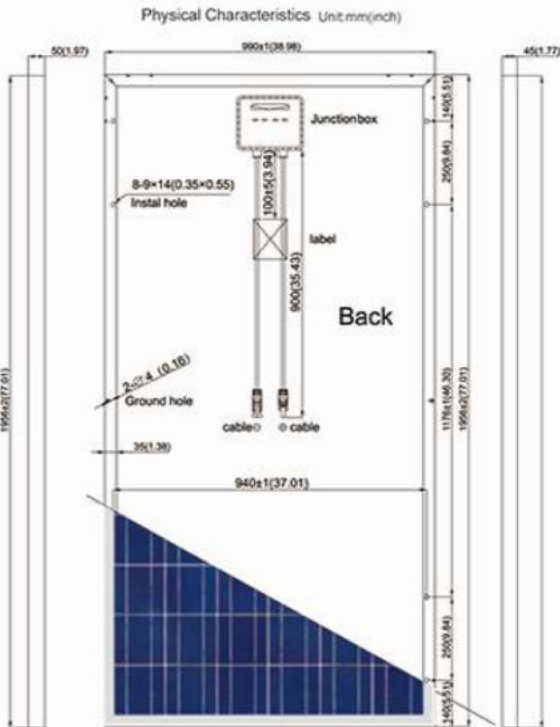 Physical Characteristics Unit:mm(inch)
50(1.97)
990±1(38.98)
45(1.77)
140(5.51)
Junctionbox
250(9.84)
8-9×14(0.35×0.55)
Instal hole
100±5(3.94)
label
900(35.43)
Back
2-∅4 (0.16)
Ground hole
1956±2(77.01)
1176±1(46.30)
1956±2(77.01)
cable⊖ ⊕ cable
35(1.38)
940±1(37.01)
250(9.84)
140(5.51)